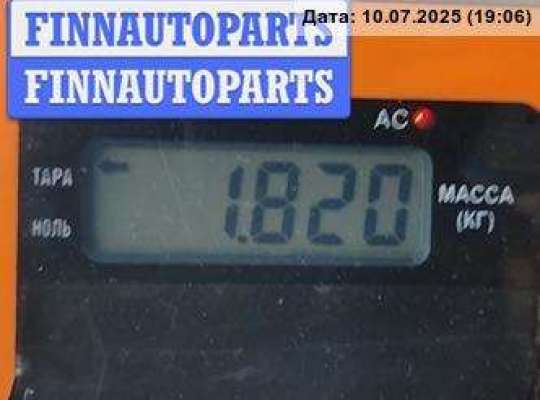 FINNAUTOPARTS
FINNAUTOPARTS
Дата: 10.07.2025 (19:06)
AC
ТАРА
1.820
МАССА
(КГ)
НОЛЬ